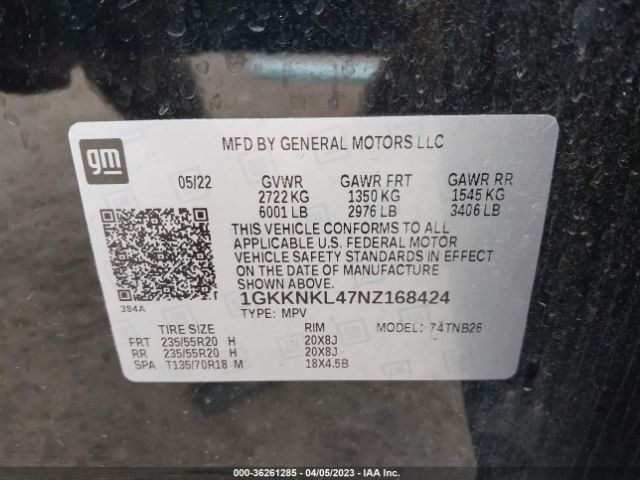 gm
MFD BY GENERAL MOTORS LLC
05/22 GVWR GAWR FRT GAWR RR
2722 KG 1350 KG 1545 KG
6001 LB 2976 LB 3406 LB
THIS VEHICLE CONFORMS TO ALL
APPLICABLE U.S. FEDERAL MOTOR
VEHICLE SAFETY STANDARDS IN EFFECT
ON THE DATE OF MANUFACTURE
SHOWN ABOVE.
384A
1GKKNKL47NZ168424
TYPE: MPV
TIRE SIZE RIM MODEL: 74TNB26
FRT 235/55R20 H 20X8J
RR 235/55R20 H 20X8J
SPA T135/70R18 M 18X4.5B
000-36261285 - 04/05/2023 - IAA Inc.